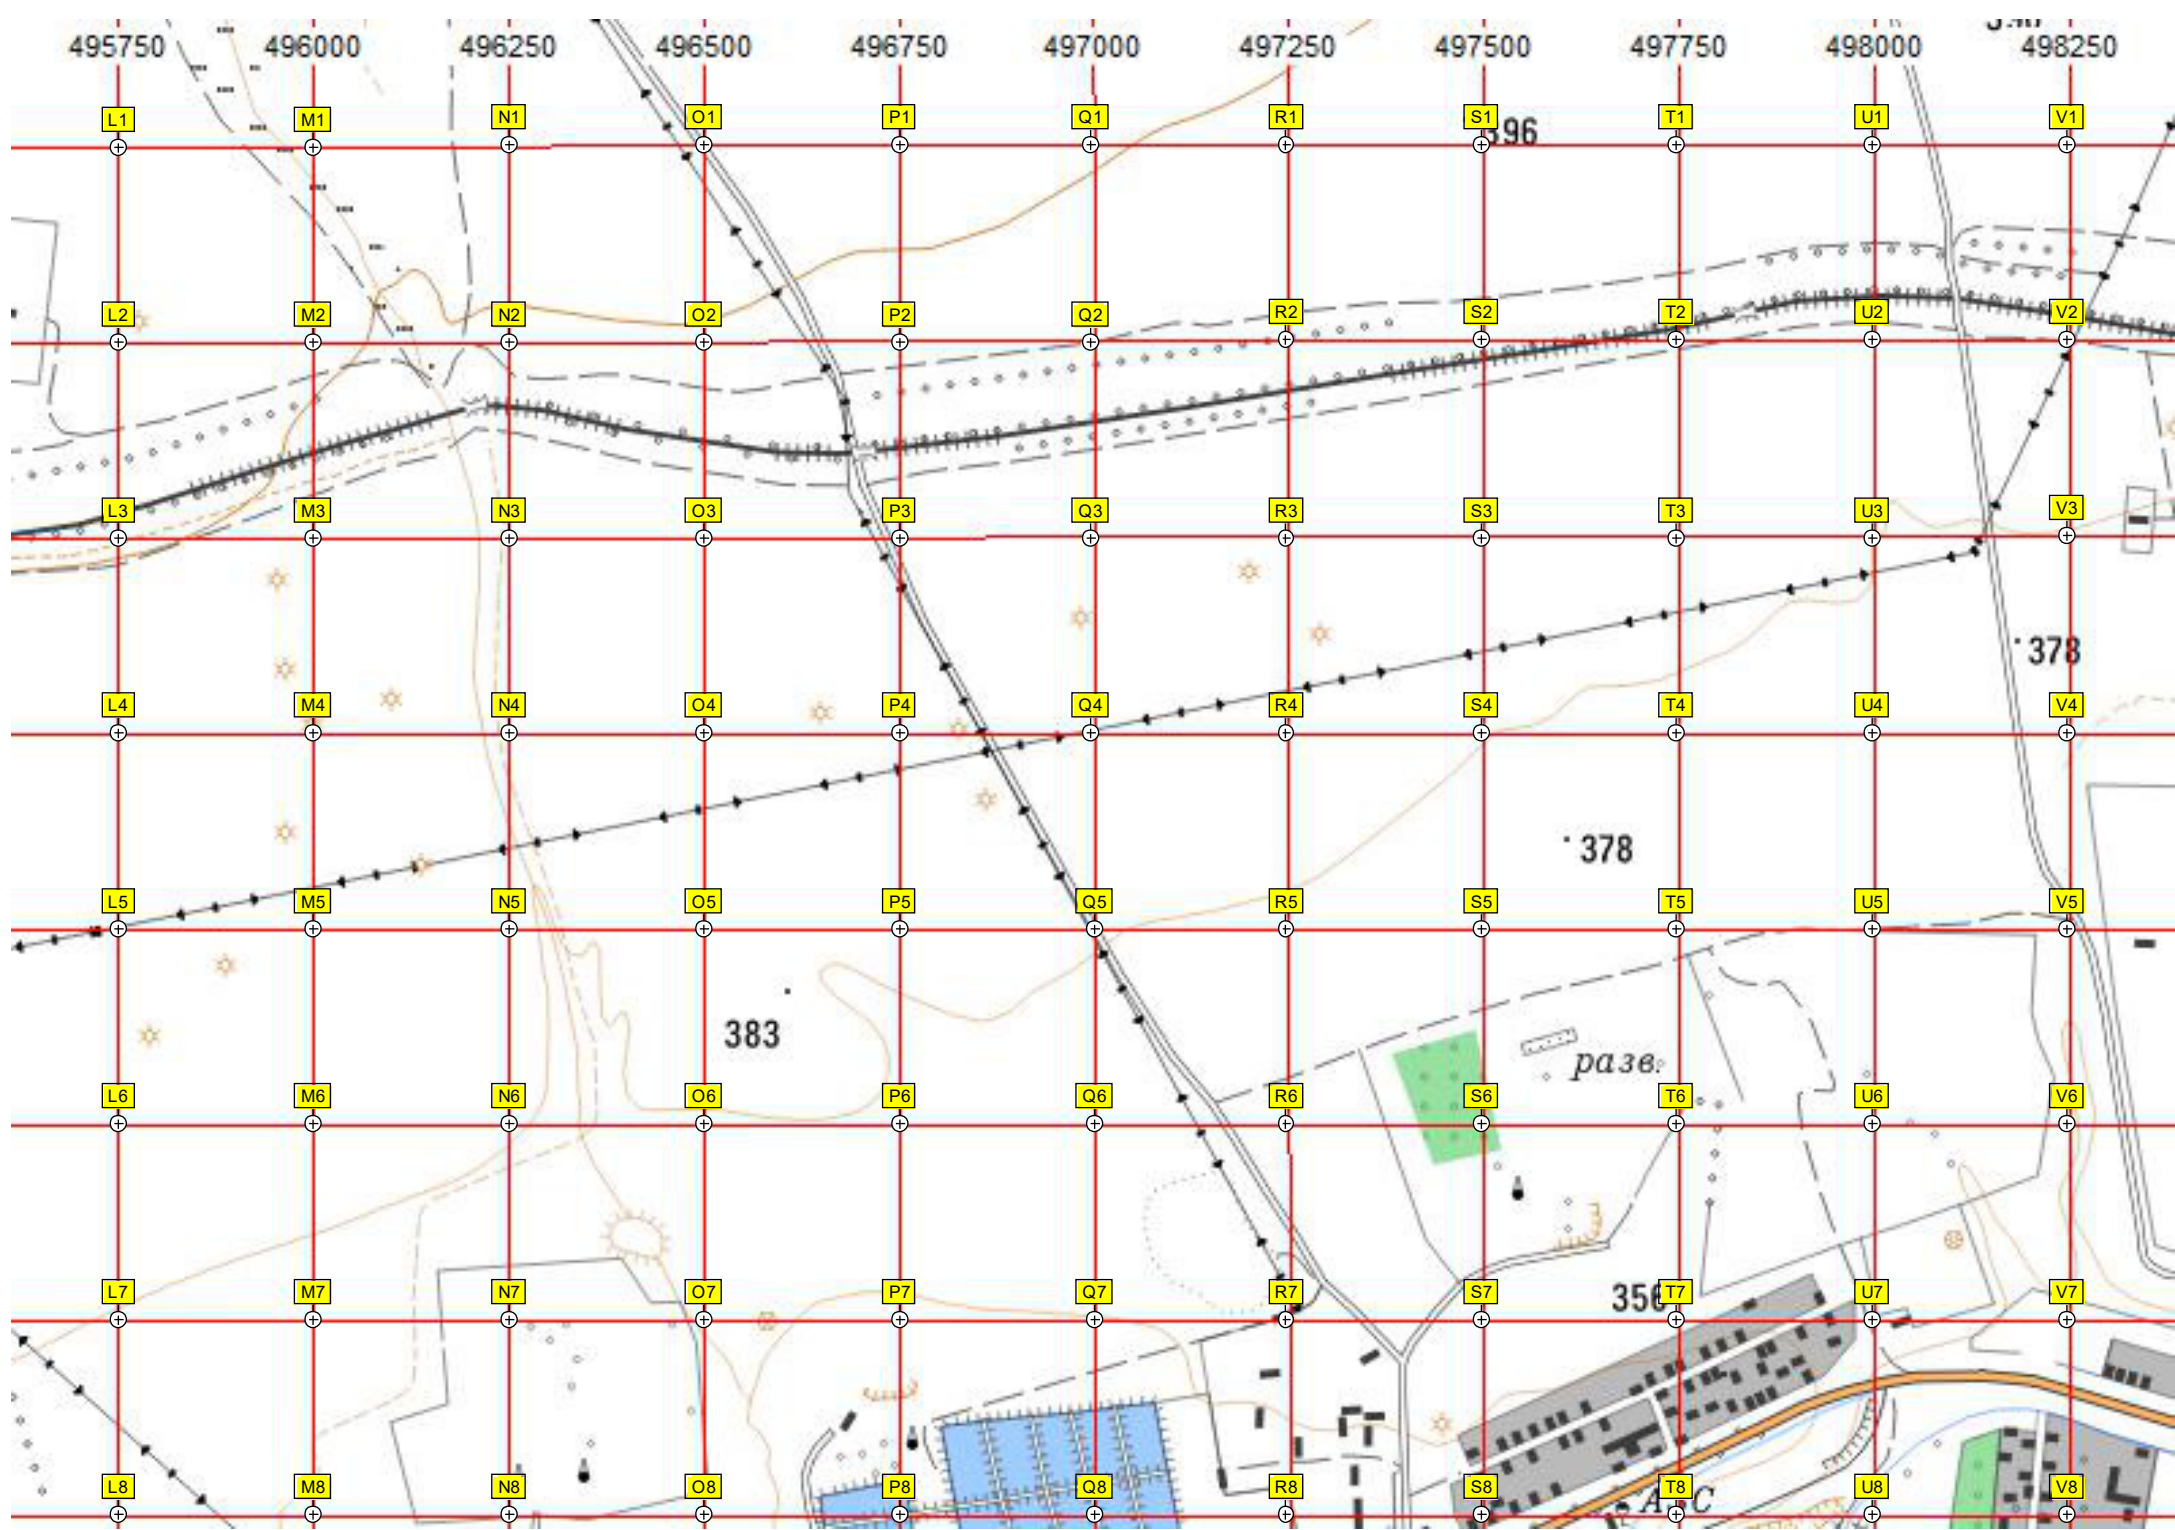 495750 496000 496250 496500 496750 497000 497250 497500 497750 498000 498250
L1 M1 N1 O1 P1 Q1 R1 S1 T1 U1 V1
396
L2 M2 N2 O2 P2 Q2 R2 S2 T2 U2 V2
L3 M3 N3 O3 P3 Q3 R3 S3 T3 U3 V3
378
L4 M4 N4 O4 P4 Q4 R4 S4 T4 U4 V4
378
L5 M5 N5 O5 P5 Q5 R5 S5 T5 U5 V5
383
разв.
L6 M6 N6 O6 P6 Q6 R6 S6 T6 U6 V6
356
L7 M7 N7 O7 P7 Q7 R7 S7 T7 U7 V7
L8 M8 N8 O8 P8 Q8 R8 S8 T8 U8 V8